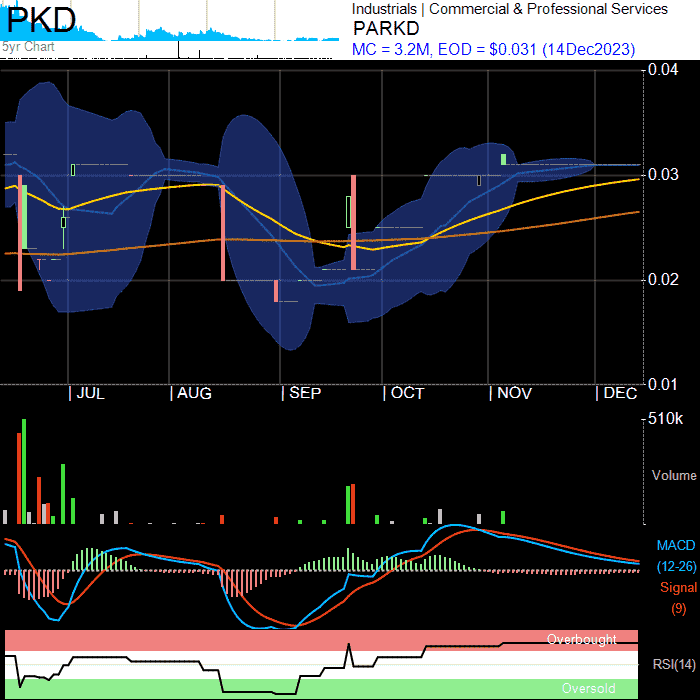 PKD
5yr Chart
Industrials | Commercial & Professional Services
PARKD
MC = 3.2M, EOD = $0.031 (14Dec2023)
0.04
0.03
0.02
0.01
JUL AUG SEP OCT NOV DEC
510k
Volume
MACD
(12-26)
Signal
(9)
Overbought
RSI(14)
Oversold